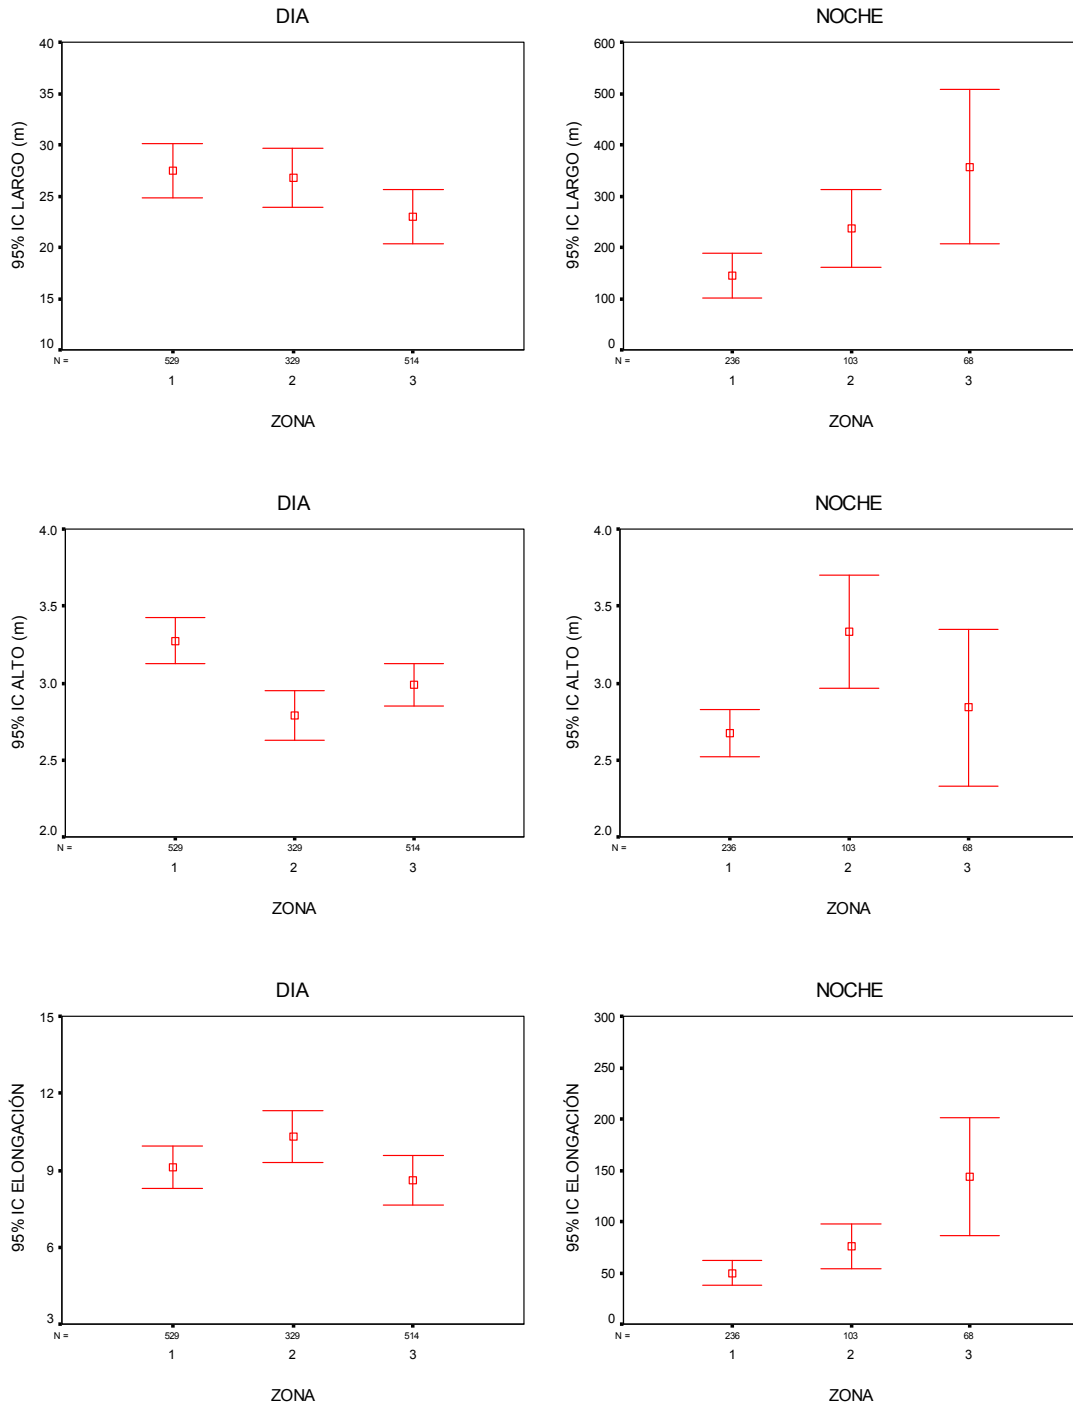 DIA
95% IC LARGO (m)
40
35
30
25
20
15
10
N = 529 329 514
1 2 3
ZONA
NOCHE
95% IC LARGO (m)
600
500
400
300
200
100
0
N = 236 103 68
1 2 3
ZONA
DIA
95% IC ALTO (m)
4.0
3.5
3.0
2.5
2.0
N = 529 329 514
1 2 3
ZONA
NOCHE
95% IC ALTO (m)
4.0
3.5
3.0
2.5
2.0
N = 236 103 68
1 2 3
ZONA
DIA
95% IC ELONGACIÓN
15
12
9
6
3
N = 529 329 514
1 2 3
ZONA
NOCHE
95% IC ELONGACIÓN
300
250
200
150
100
50
0
N = 236 103 68
1 2 3
ZONA